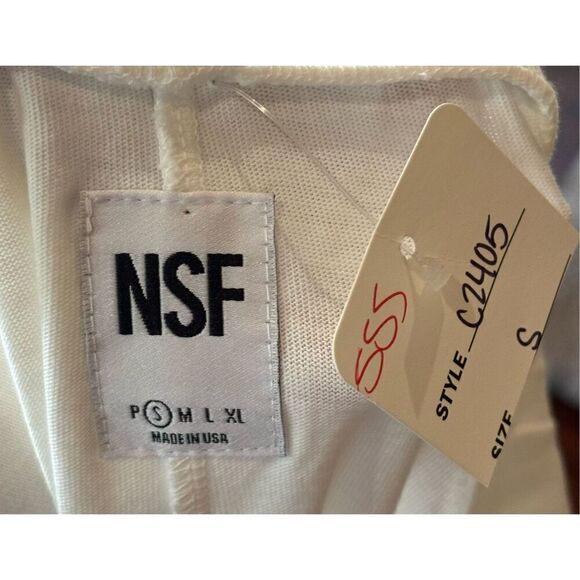 NSF
P S M L XL
MADE IN USA
555
STYLE C2405
SIZE S